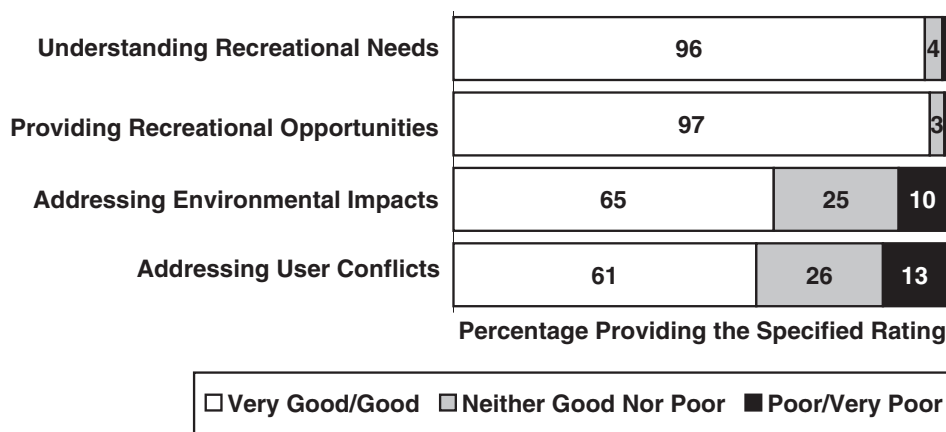 Understanding Recreational Needs 96 4
Providing Recreational Opportunities 97 3
Addressing Environmental Impacts 65 25 10
Addressing User Conflicts 61 26 13
Percentage Providing the Specified Rating
Very Good/Good Neither Good Nor Poor Poor/Very Poor